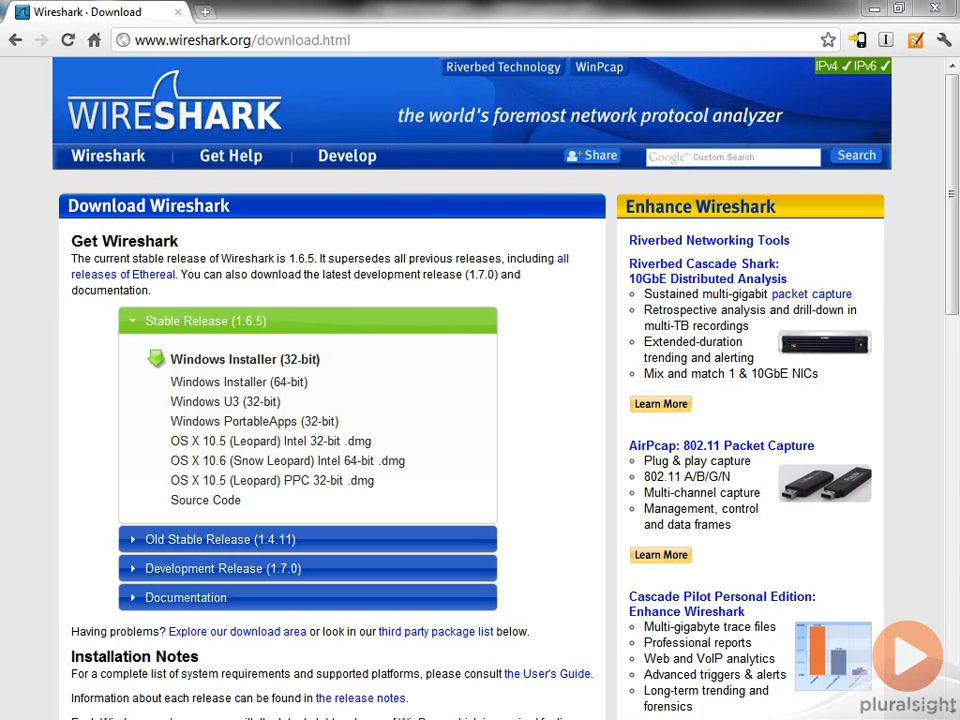 Wireshark · Download
www.wireshark.org/download.html
Riverbed Technology
WinPcap
IPv4 ✓ IPv6 ✓
WIRESHARK
the world's foremost network protocol analyzer
Wireshark
Get Help
Develop
Share
Google™ Custom Search
Search
Download Wireshark
Get Wireshark
The current stable release of Wireshark is 1.6.5. It supersedes all previous releases, including all
releases of Ethereal. You can also download the latest development release (1.7.0) and
documentation.
Stable Release (1.6.5)
Windows Installer (32-bit)
Windows Installer (64-bit)
Windows U3 (32-bit)
Windows PortableApps (32-bit)
OS X 10.5 (Leopard) Intel 32-bit .dmg
OS X 10.6 (Snow Leopard) Intel 64-bit .dmg
OS X 10.5 (Leopard) PPC 32-bit .dmg
Source Code
Old Stable Release (1.4.11)
Development Release (1.7.0)
Documentation
Having problems? Explore our download area or look in our third party package list below.
Installation Notes
For a complete list of system requirements and supported platforms, please consult the User's Guide.
Information about each release can be found in the release notes.
Enhance Wireshark
Riverbed Networking Tools
Riverbed Cascade Shark:
10GbE Distributed Analysis
Sustained multi-gigabit packet capture
Retrospective analysis and drill-down in
multi-TB recordings
Extended-duration
trending and alerting
Mix and match 1 & 10GbE NICs
Learn More
AirPcap: 802.11 Packet Capture
Plug & play capture
802.11 A/B/G/N
Multi-channel capture
Management, control
and data frames
Learn More
Cascade Pilot Personal Edition:
Enhance Wireshark
Multi-gigabyte trace files
Professional reports
Web and VoIP analytics
Advanced triggers & alerts
Long-term trending and
forensics
pluralsight